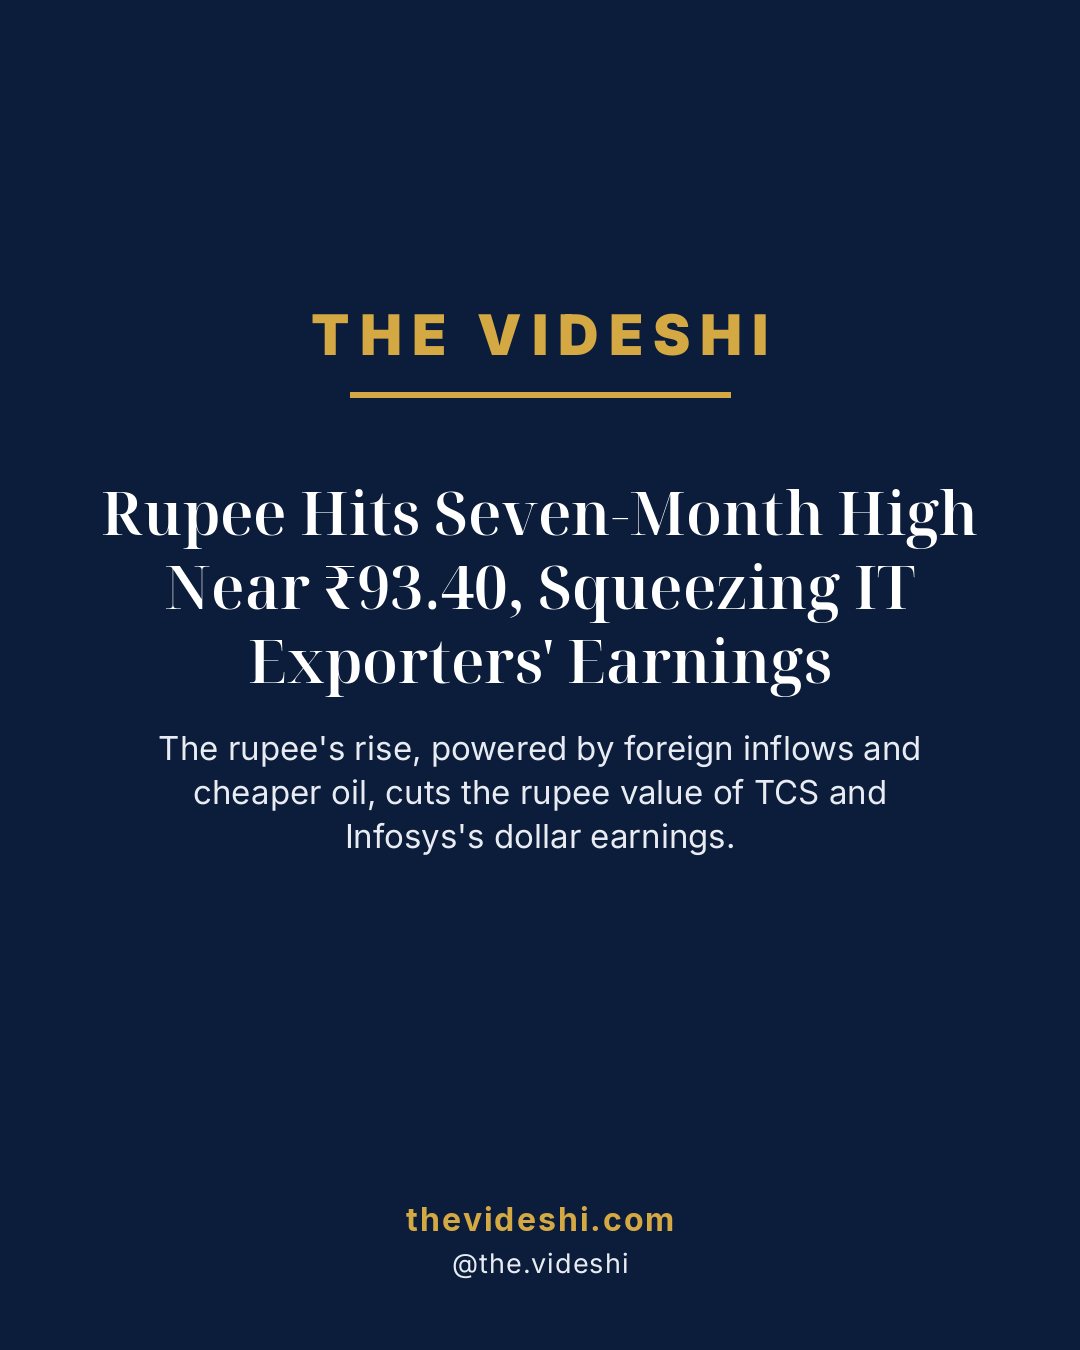 THE VIDESHI
Rupee Hits Seven-Month High
Near ₹93.40, Squeezing IT
Exporters' Earnings
The rupee's rise, powered by foreign inflows and
cheaper oil, cuts the rupee value of TCS and
Infosys's dollar earnings.
thevideshi.com
@the.videshi